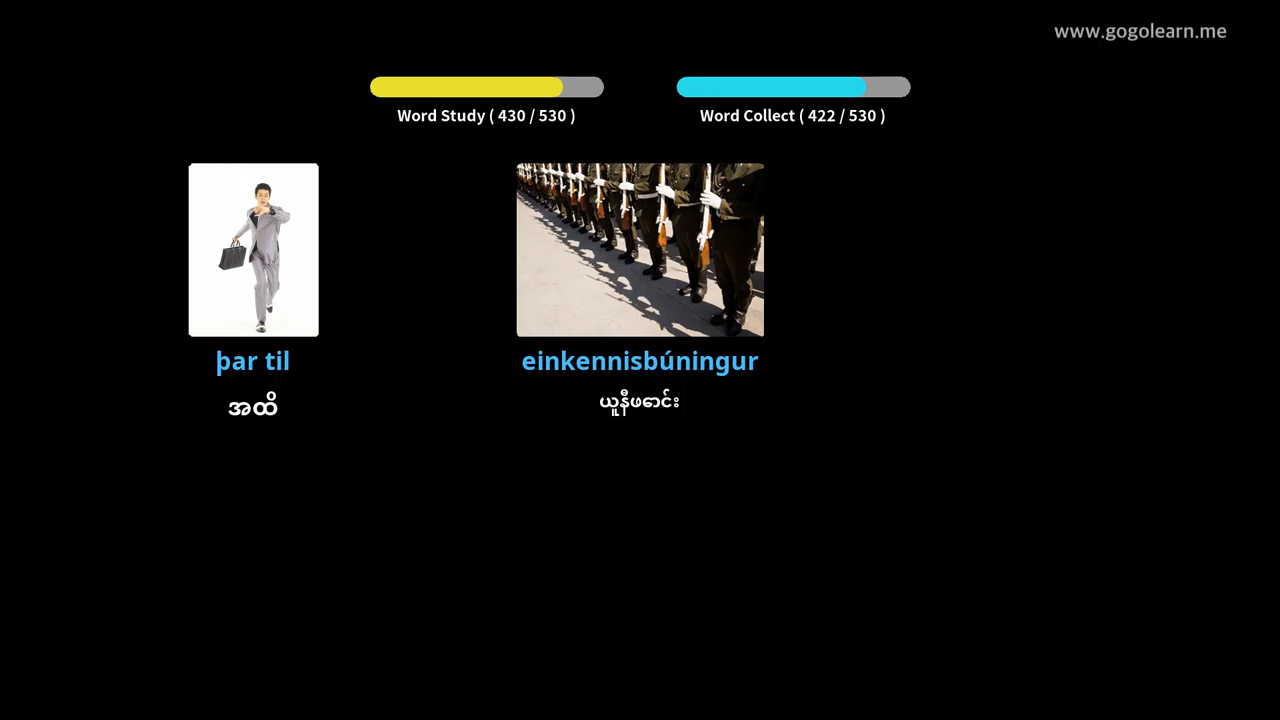 www.gogolearn.me
Word Study ( 430 / 530 )
Word Collect ( 422 / 530 )
þar til
အထိ
einkennisbúningur
ယူနီဖောင်း